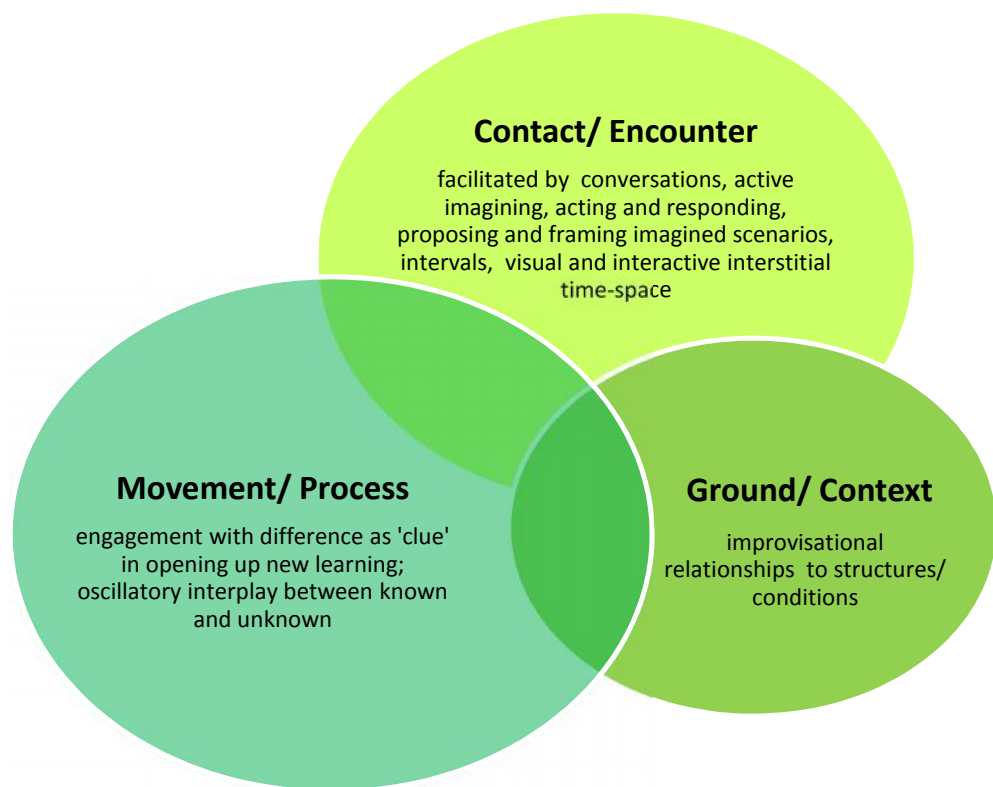 Contact/ Encounter
facilitated by  conversations, active
imagining, acting and responding,
proposing and framing imagined scenarios,
intervals,  visual and interactive interstitial
time-space
Movement/ Process
engagement with difference as 'clue'
in opening up new learning;
oscillatory interplay between known
and unknown
Ground/ Context
improvisational
relationships  to structures/
conditions